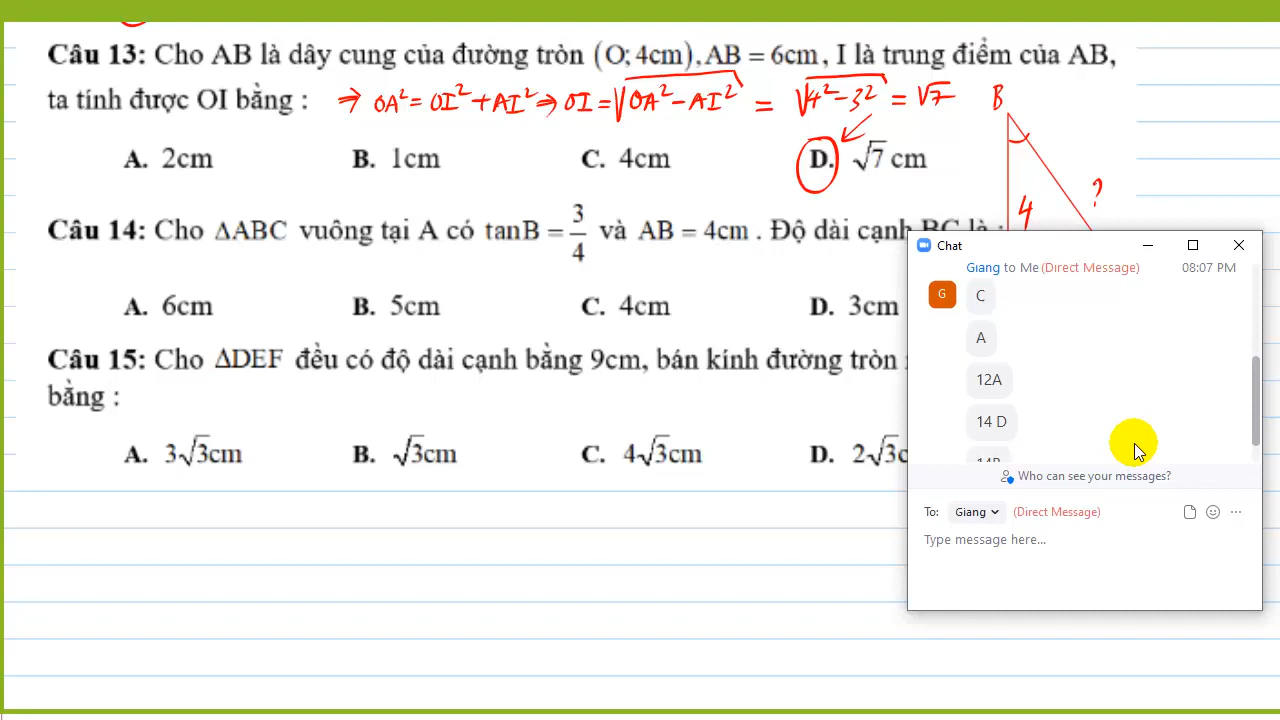 Câu 13: Cho AB là dây cung của đường tròn (O; 4cm), AB = 6cm, I là trung điểm của AB,
ta tính được OI bằng : ⇒ OA² = OI² + AI² ⇒ OI = √(OA² − AI²) = √(4² − 3²) = √7 B
A. 2cm B. 1cm C. 4cm D. √7 cm
?
4
Câu 14: Cho ΔABC vuông tại A có tanB = 3/4 và AB = 4cm . Độ dài cạnh BC là :
A. 6cm B. 5cm C. 4cm D. 3cm
Câu 15: Cho ΔDEF đều có độ dài cạnh bằng 9cm, bán kính đường tròn
bằng :
A. 3√3cm B. √3cm C. 4√3cm D. 2√3c
Chat
Giang to Me (Direct Message) 08:07 PM
G
C
A
12A
14 D
14B
Who can see your messages?
To: Giang (Direct Message)
Type message here...